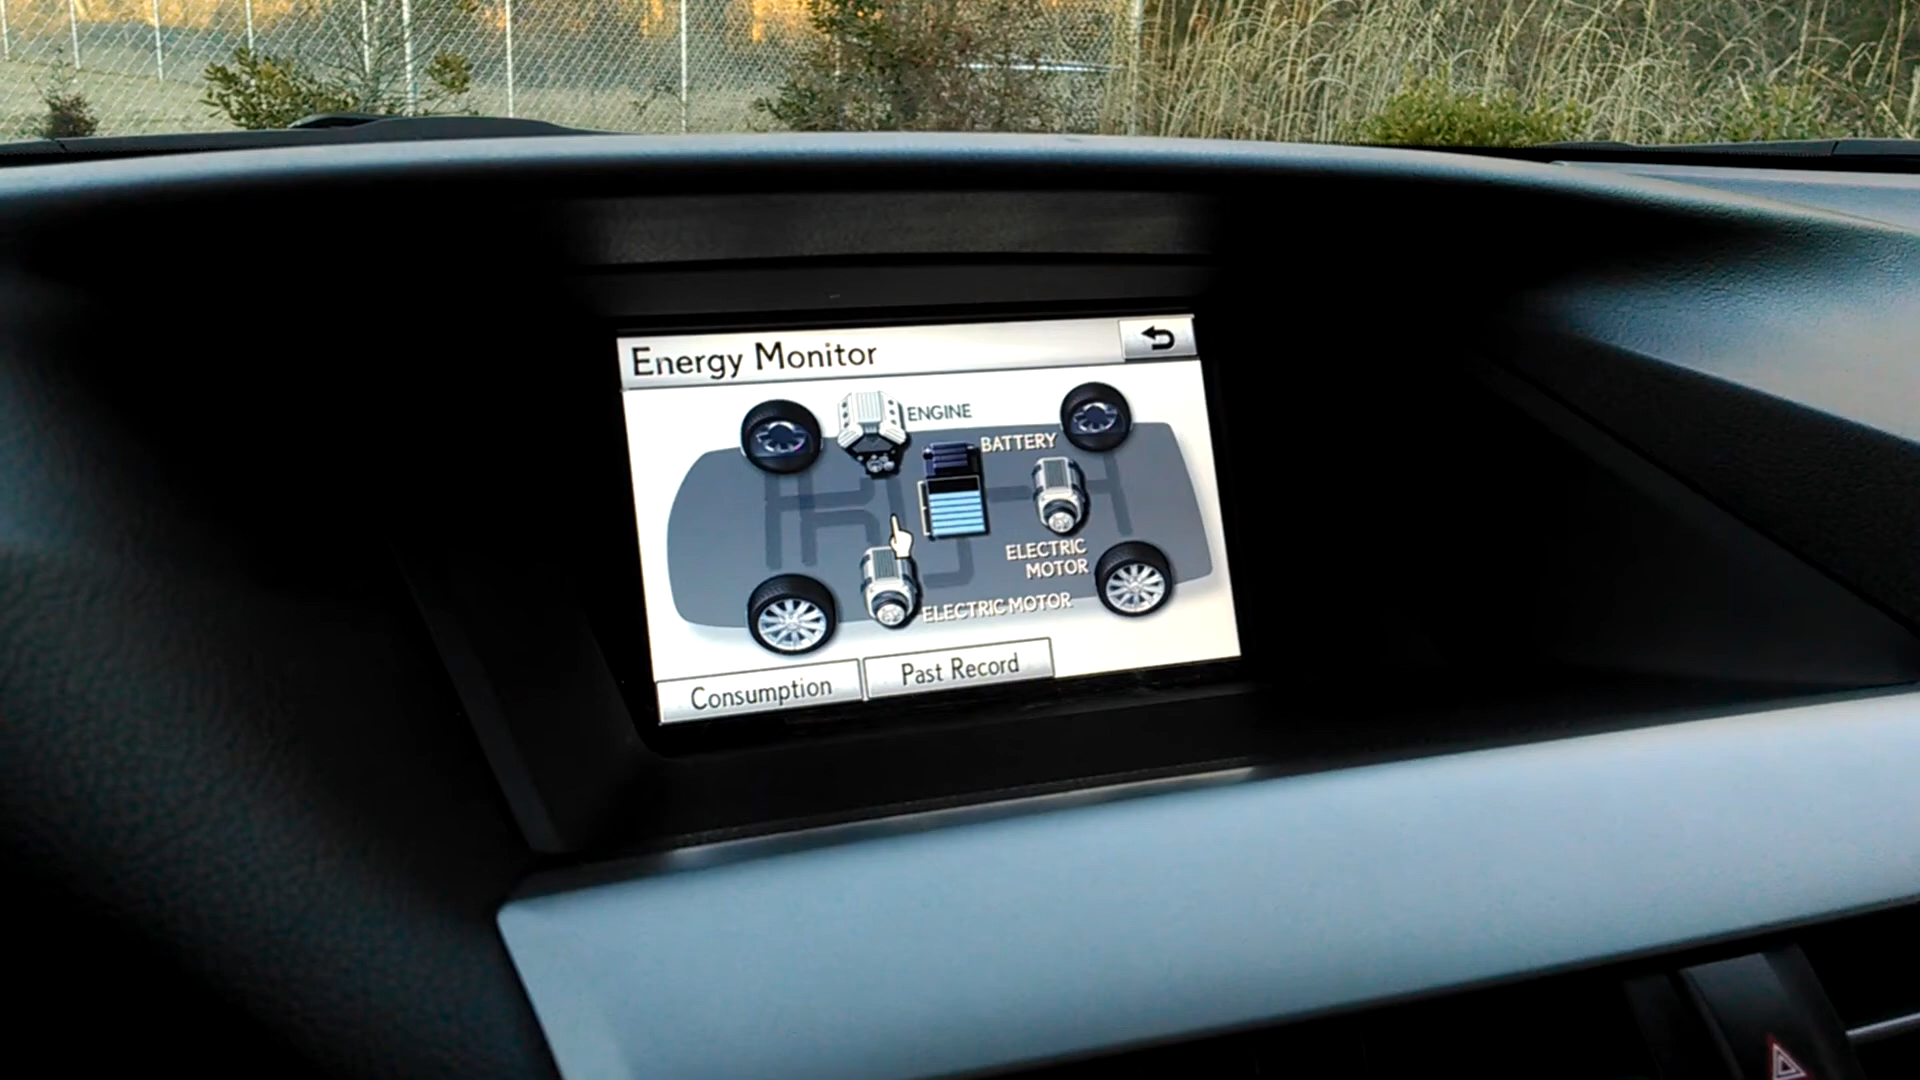 Energy Monitor
ENGINE
BATTERY
ELECTRIC
MOTOR
ELECTRIC MOTOR
Consumption
Past Record